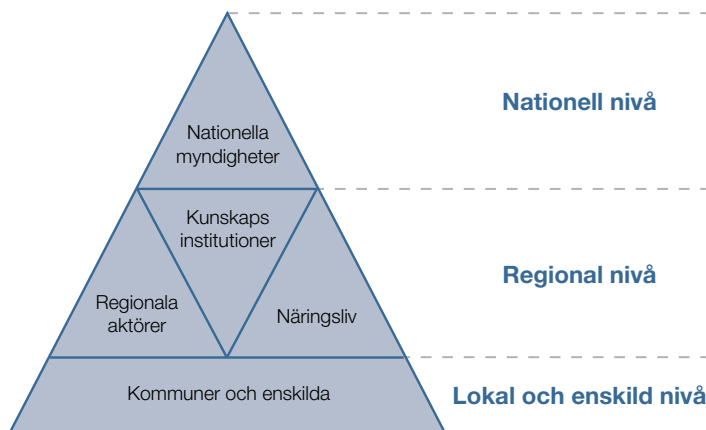 Nationella
myndigheter
Nationell nivå
Kunskaps
institutioner
Regionala
aktörer
Näringsliv
Regional nivå
Kommuner och enskilda
Lokal och enskild nivå